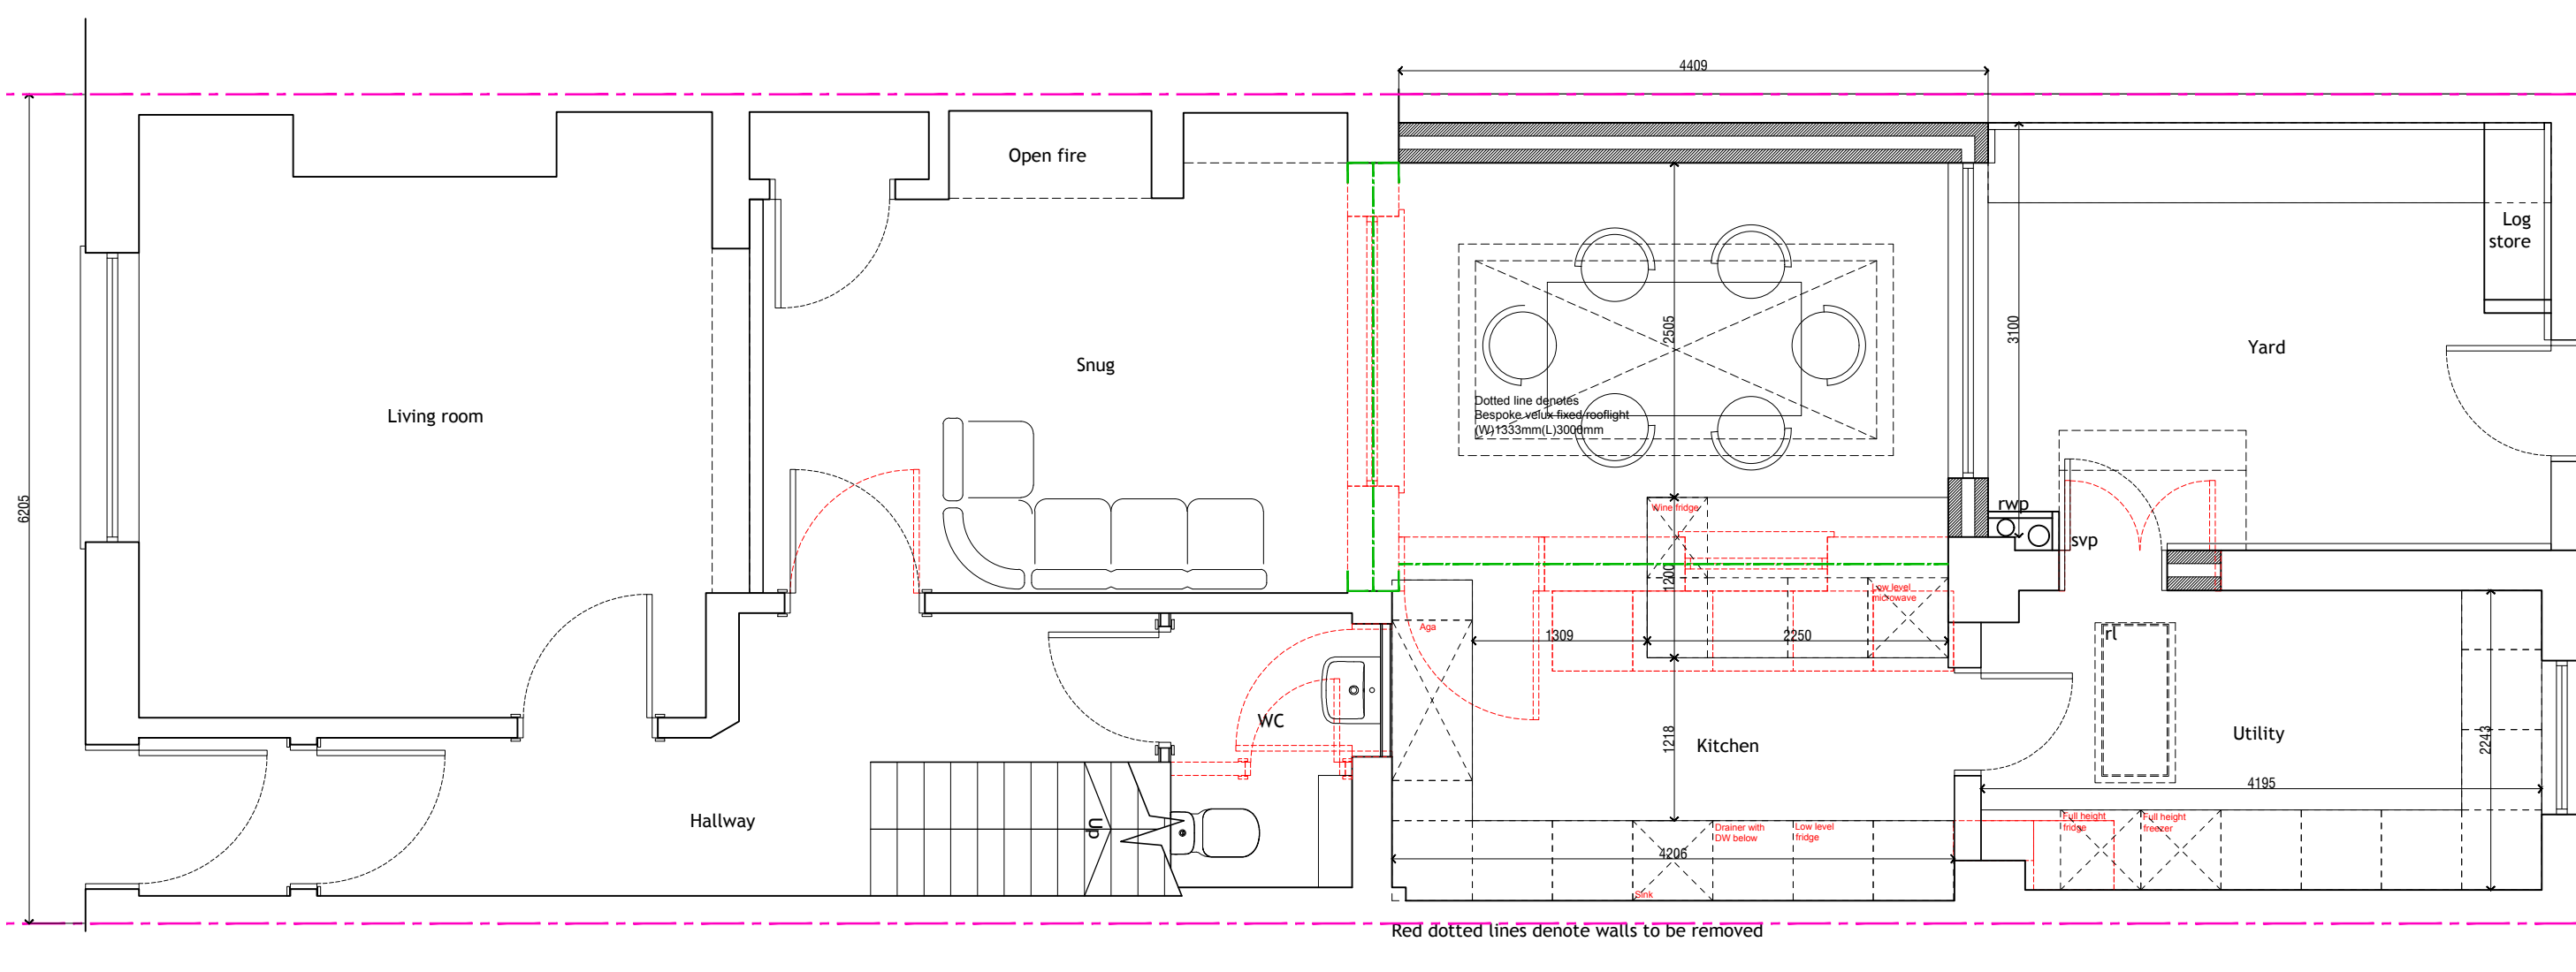 4409
Open fire
Log
store
6205
Living room
Snug
2505
3100
Yard
Dotted line denotes
Bespoke velux fixed rooflight
(W)1333mm(L)3000mm
Wine fridge
rwp
svp
1200
Low level
microwave
Aga
1309
2250
rl
WC
1218
Kitchen
Utility
2243
4195
Hallway
Up
Drainer with
DW below
Low level
fridge
Full height
fridge
Full height
freezer
4206
Sink
Red dotted lines denote walls to be removed